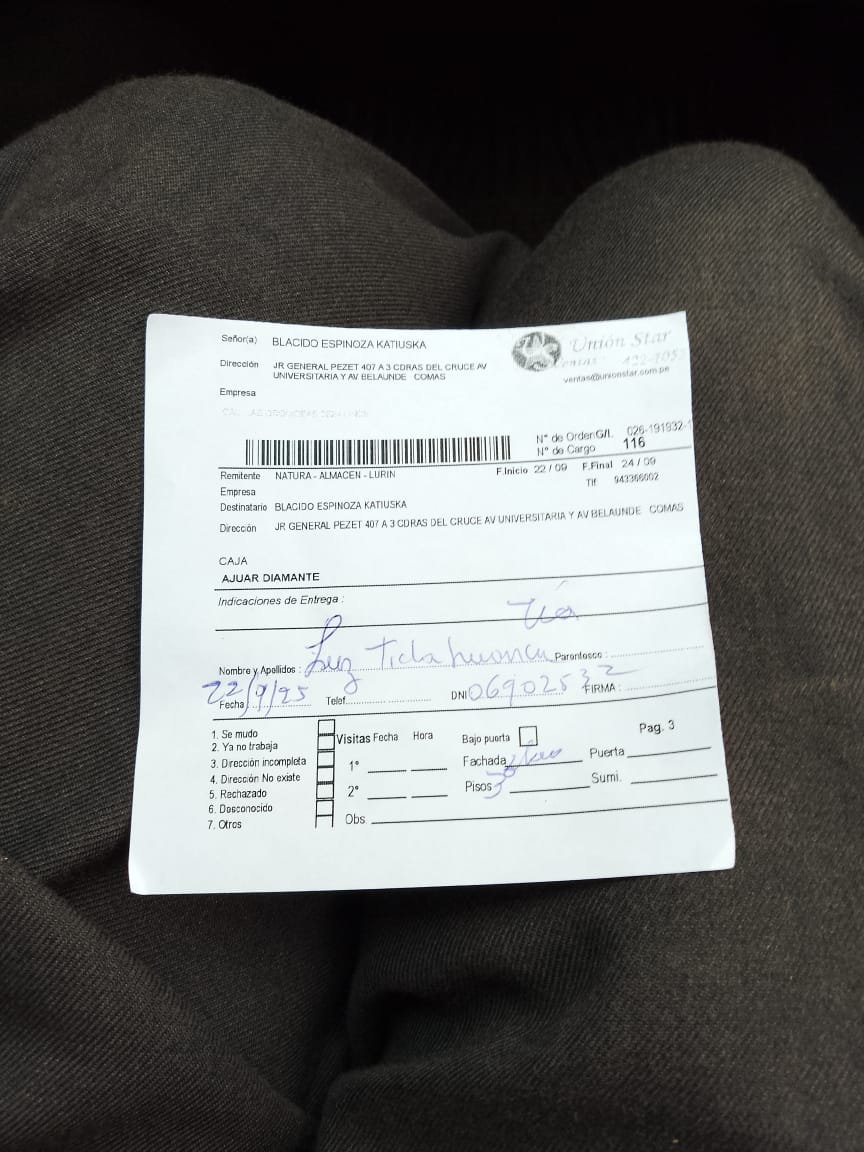 Señor(a) BLACIDO ESPINOZA KATIUSKA
Unión Star
Dirección JR GENERAL PEZET 407 A 3 CDRAS DEL CRUCE AV
UNIVERSITARIA Y AV BELAUNDE COMAS
ventas@unionstar.com.pe
Empresa
N° de Orden G/L. 026-191932-1
N° de Cargo 116
Remitente NATURA - ALMACEN - LURIN
F.Inicio 22 / 09 F.Final 24 / 09
Empresa
Tlf 943366002
Destinatario BLACIDO ESPINOZA KATIUSKA
Dirección JR GENERAL PEZET 407 A 3 CDRAS DEL CRUCE AV UNIVERSITARIA Y AV BELAUNDE COMAS
CAJA
AJUAR DIAMANTE
Indicaciones de Entrega :
Tía
Nombre y Apellidos : Luz Ticlahuanca Parentesco :
Fecha 22/9/25 Telef. DNI 06902532 FIRMA :
1. Se mudo
2. Ya no trabaja
3. Dirección incompleta
4. Dirección No existe
5. Rechazado
6. Desconocido
7. Otros
Visitas Fecha Hora
1°
2°
Obs.
Bajo puerta
Pag. 3
Fachada
Puerta
Pisos 3°
Sumi.